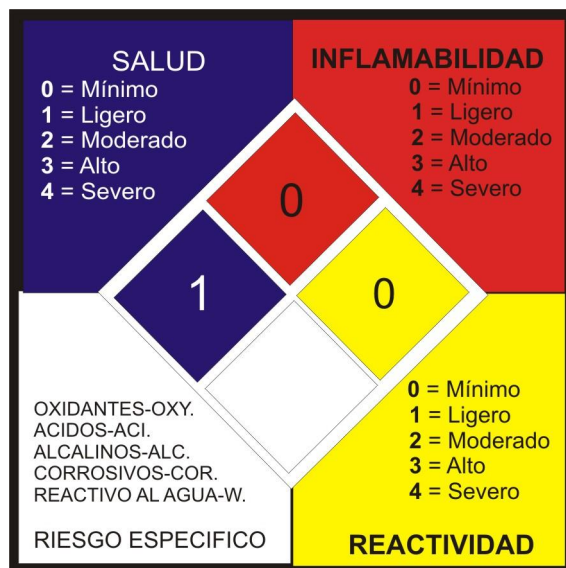 SALUD
0 = Mínimo
1 = Ligero
2 = Moderado
3 = Alto
4 = Severo
INFLAMABILIDAD
0 = Mínimo
1 = Ligero
2 = Moderado
3 = Alto
4 = Severo
0
1
0
OXIDANTES-OXY.
ACIDOS-ACI.
ALCALINOS-ALC.
CORROSIVOS-COR.
REACTIVO AL AGUA-W.
RIESGO ESPECIFICO
0 = Mínimo
1 = Ligero
2 = Moderado
3 = Alto
4 = Severo
REACTIVIDAD